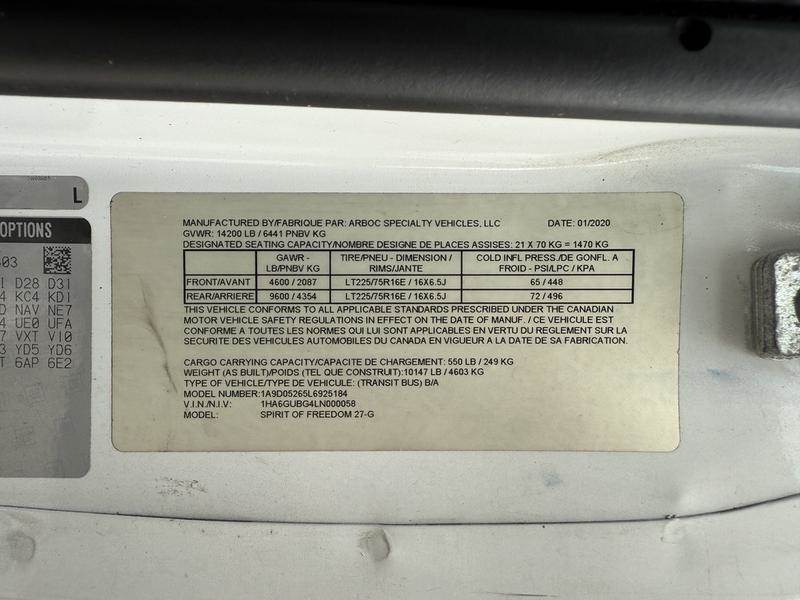 L
OPTIONS
MANUFACTURED BY/FABRIQUE PAR: ARBOC SPECIALTY VEHICLES, LLC DATE: 01/2020
GVWR: 14200 LB / 6441 PNBV KG
DESIGNATED SEATING CAPACITY/NOMBRE DESIGNE DE PLACES ASSISES: 21 X 70 KG = 1470 KG
GAWR - LB/PNBV KG TIRE/PNEU - DIMENSION / RIMS/JANTE COLD INFL PRESS./DE GONFL. A FROID - PSI/LPC / KPA
FRONT/AVANT 4600 / 2087 LT225/75R16E / 16X6.5J 65 / 448
REAR/ARRIERE 9600 / 4354 LT225/75R16E / 16X6.5J 72 / 496
THIS VEHICLE CONFORMS TO ALL APPLICABLE STANDARDS PRESCRIBED UNDER THE CANADIAN
MOTOR VEHICLE SAFETY REGULATIONS IN EFFECT ON THE DATE OF MANUF. / CE VEHICULE EST
CONFORME A TOUTES LES NORMES QUI LUI SONT APPLICABLES EN VERTU DU REGLEMENT SUR LA
SECURITE DES VEHICULES AUTOMOBILES DU CANADA EN VIGUEUR A LA DATE DE SA FABRICATION.
CARGO CARRYING CAPACITY/CAPACITE DE CHARGEMENT: 550 LB / 249 KG
WEIGHT (AS BUILT)/POIDS (TEL QUE CONSTRUIT):10147 LB / 4603 KG
TYPE OF VEHICLE/TYPE DE VEHICULE: (TRANSIT BUS) B/A
MODEL NUMBER:1A9D05265L6925184
V.I.N./N.I.V: 1HA6GUBG4LN000058
MODEL: SPIRIT OF FREEDOM 27-G
603
D28 D3I
4 KC4 KDI
D NAV NE7
4 UE0 UFA
7 VXT VI0
3 YD5 YD6
T 6AP 6E2